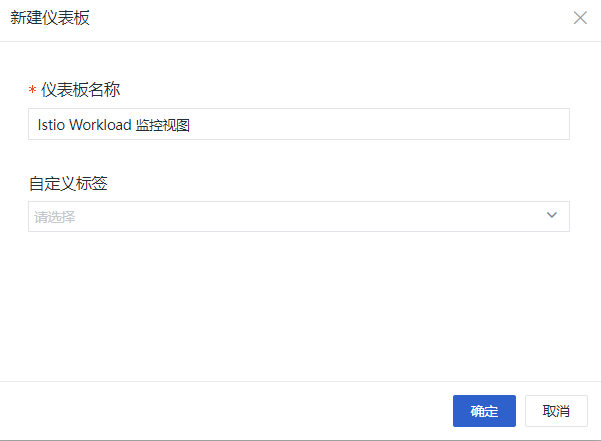 新建仪表板
* 仪表板名称
Istio Workload 监控视图
自定义标签
请选择
确定 取消